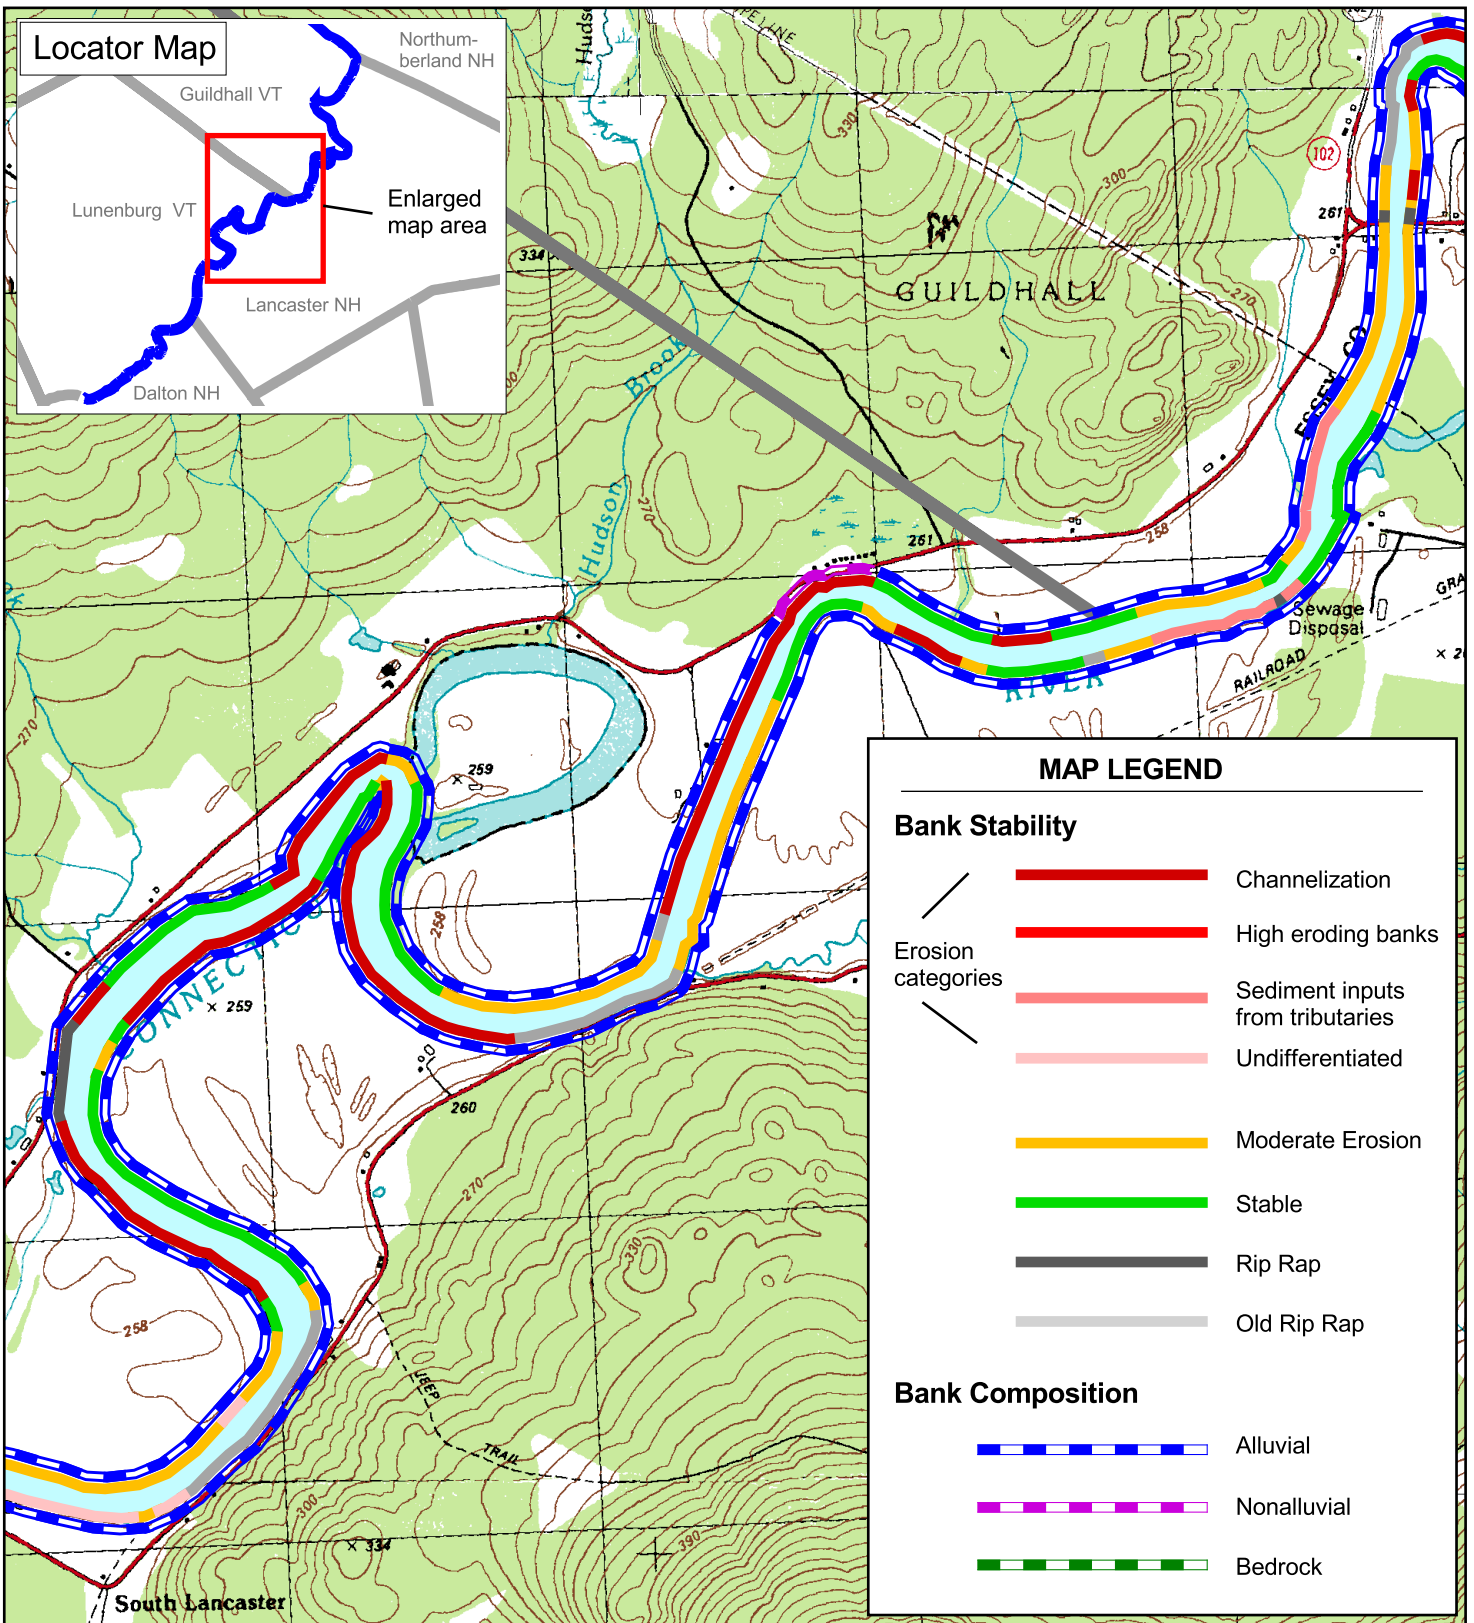 Locator Map
Northum-
berland NH
Guildhall VT
Lunenburg VT
Enlarged
map area
Lancaster NH
Dalton NH
LINE
330
300
102
261
334
GUILDHALL
270
ESSEX CO
Brook
Hudson
270
261
258
Sewage
Disposal
RAILROAD
RIVER
270
259
258
259
260
270
330
258
JEEP
TRAIL
300
334
390
South Lancaster
MAP LEGEND
Bank Stability
Channelization
High eroding banks
Erosion
categories
Sediment inputs
from tributaries
Undifferentiated
Moderate Erosion
Stable
Rip Rap
Old Rip Rap
Bank Composition
Alluvial
Nonalluvial
Bedrock